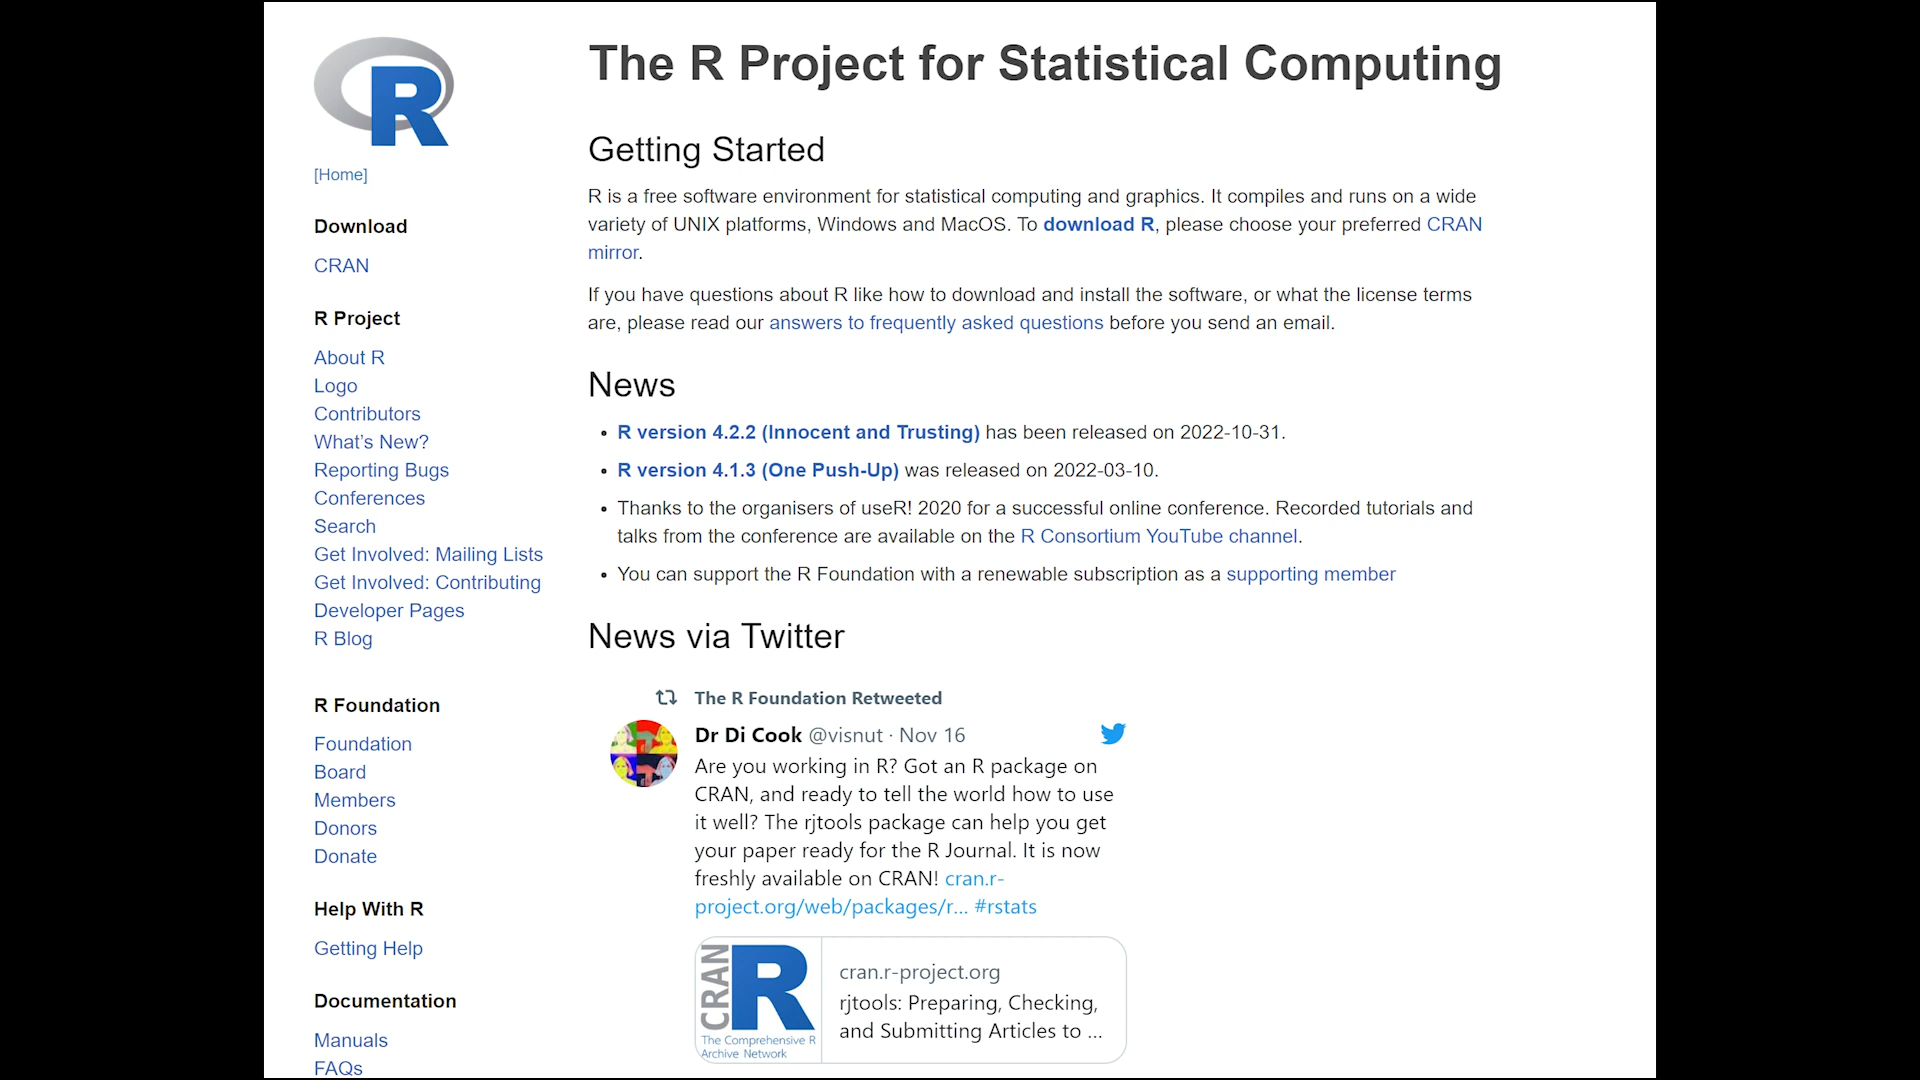 R
[Home]
Download
CRAN
R Project
About R
Logo
Contributors
What's New?
Reporting Bugs
Conferences
Search
Get Involved: Mailing Lists
Get Involved: Contributing
Developer Pages
R Blog
R Foundation
Foundation
Board
Members
Donors
Donate
Help With R
Getting Help
Documentation
Manuals
FAQs
The R Project for Statistical Computing
Getting Started
R is a free software environment for statistical computing and graphics. It compiles and runs on a wide
variety of UNIX platforms, Windows and MacOS. To download R, please choose your preferred CRAN
mirror.
If you have questions about R like how to download and install the software, or what the license terms
are, please read our answers to frequently asked questions before you send an email.
News
• R version 4.2.2 (Innocent and Trusting) has been released on 2022-10-31.
• R version 4.1.3 (One Push-Up) was released on 2022-03-10.
• Thanks to the organisers of useR! 2020 for a successful online conference. Recorded tutorials and
talks from the conference are available on the R Consortium YouTube channel.
• You can support the R Foundation with a renewable subscription as a supporting member
News via Twitter
The R Foundation Retweeted
Dr Di Cook @visnut · Nov 16
Are you working in R? Got an R package on
CRAN, and ready to tell the world how to use
it well? The rjtools package can help you get
your paper ready for the R Journal. It is now
freshly available on CRAN! cran.r-
project.org/web/packages/r... #rstats
CRAN
R
The Comprehensive R
Archive Network
cran.r-project.org
rjtools: Preparing, Checking,
and Submitting Articles to ...